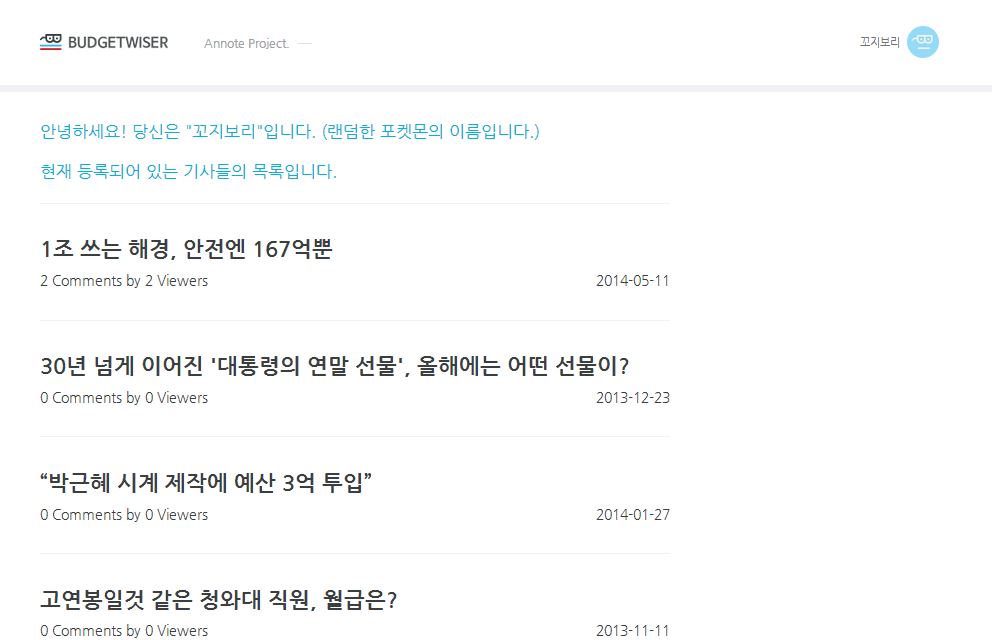 BUDGETWISER
Annote Project.
꼬지보리
안녕하세요! 당신은 "꼬지보리"입니다. (랜덤한 포켓몬의 이름입니다.)
현재 등록되어 있는 기사들의 목록입니다.
1조 쓰는 해경, 안전엔 167억뿐
2 Comments by 2 Viewers 2014-05-11
30년 넘게 이어진 '대통령의 연말 선물', 올해에는 어떤 선물이?
0 Comments by 0 Viewers 2013-12-23
“박근혜 시계 제작에 예산 3억 투입”
0 Comments by 0 Viewers 2014-01-27
고연봉일것 같은 청와대 직원, 월급은?
0 Comments by 0 Viewers 2013-11-11